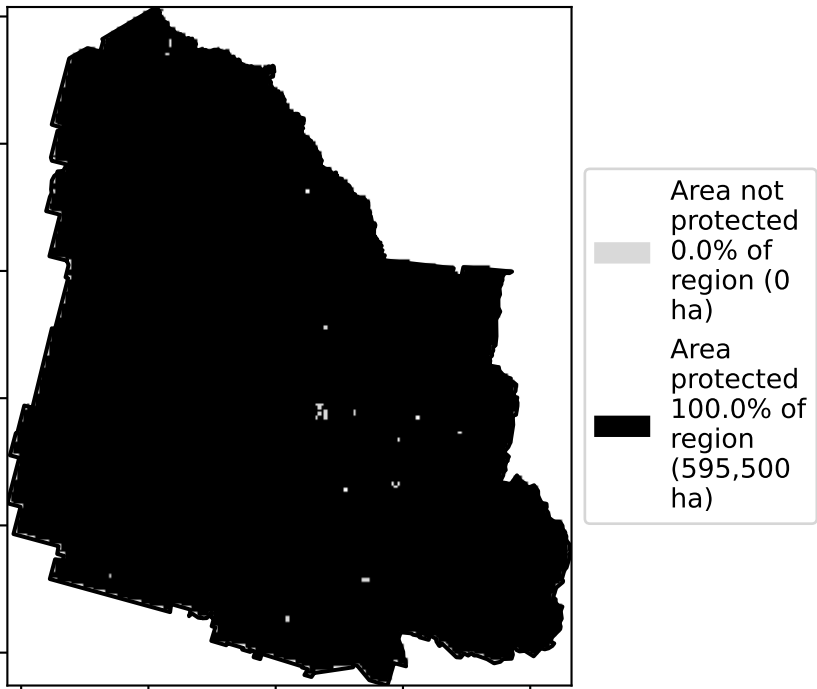 Area not
protected
0.0% of
region (0
ha)
Area
protected
100.0% of
region
(595,500
ha)